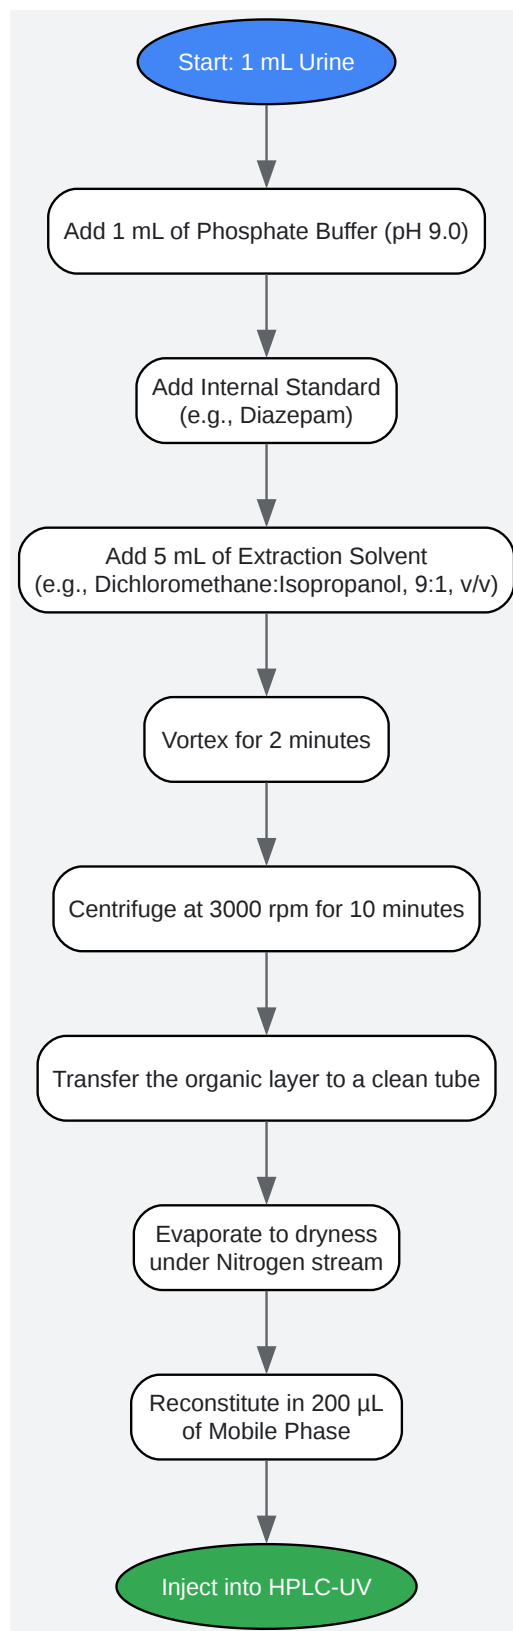 Start: 1 mL Urine
Add 1 mL of Phosphate Buffer (pH 9.0)
Add Internal Standard
(e.g., Diazepam)
Add 5 mL of Extraction Solvent
(e.g., Dichloromethane:Isopropanol, 9:1, v/v)
Vortex for 2 minutes
Centrifuge at 3000 rpm for 10 minutes
Transfer the organic layer to a clean tube
Evaporate to dryness
under Nitrogen stream
Reconstitute in 200 µL
of Mobile Phase
Inject into HPLC-UV